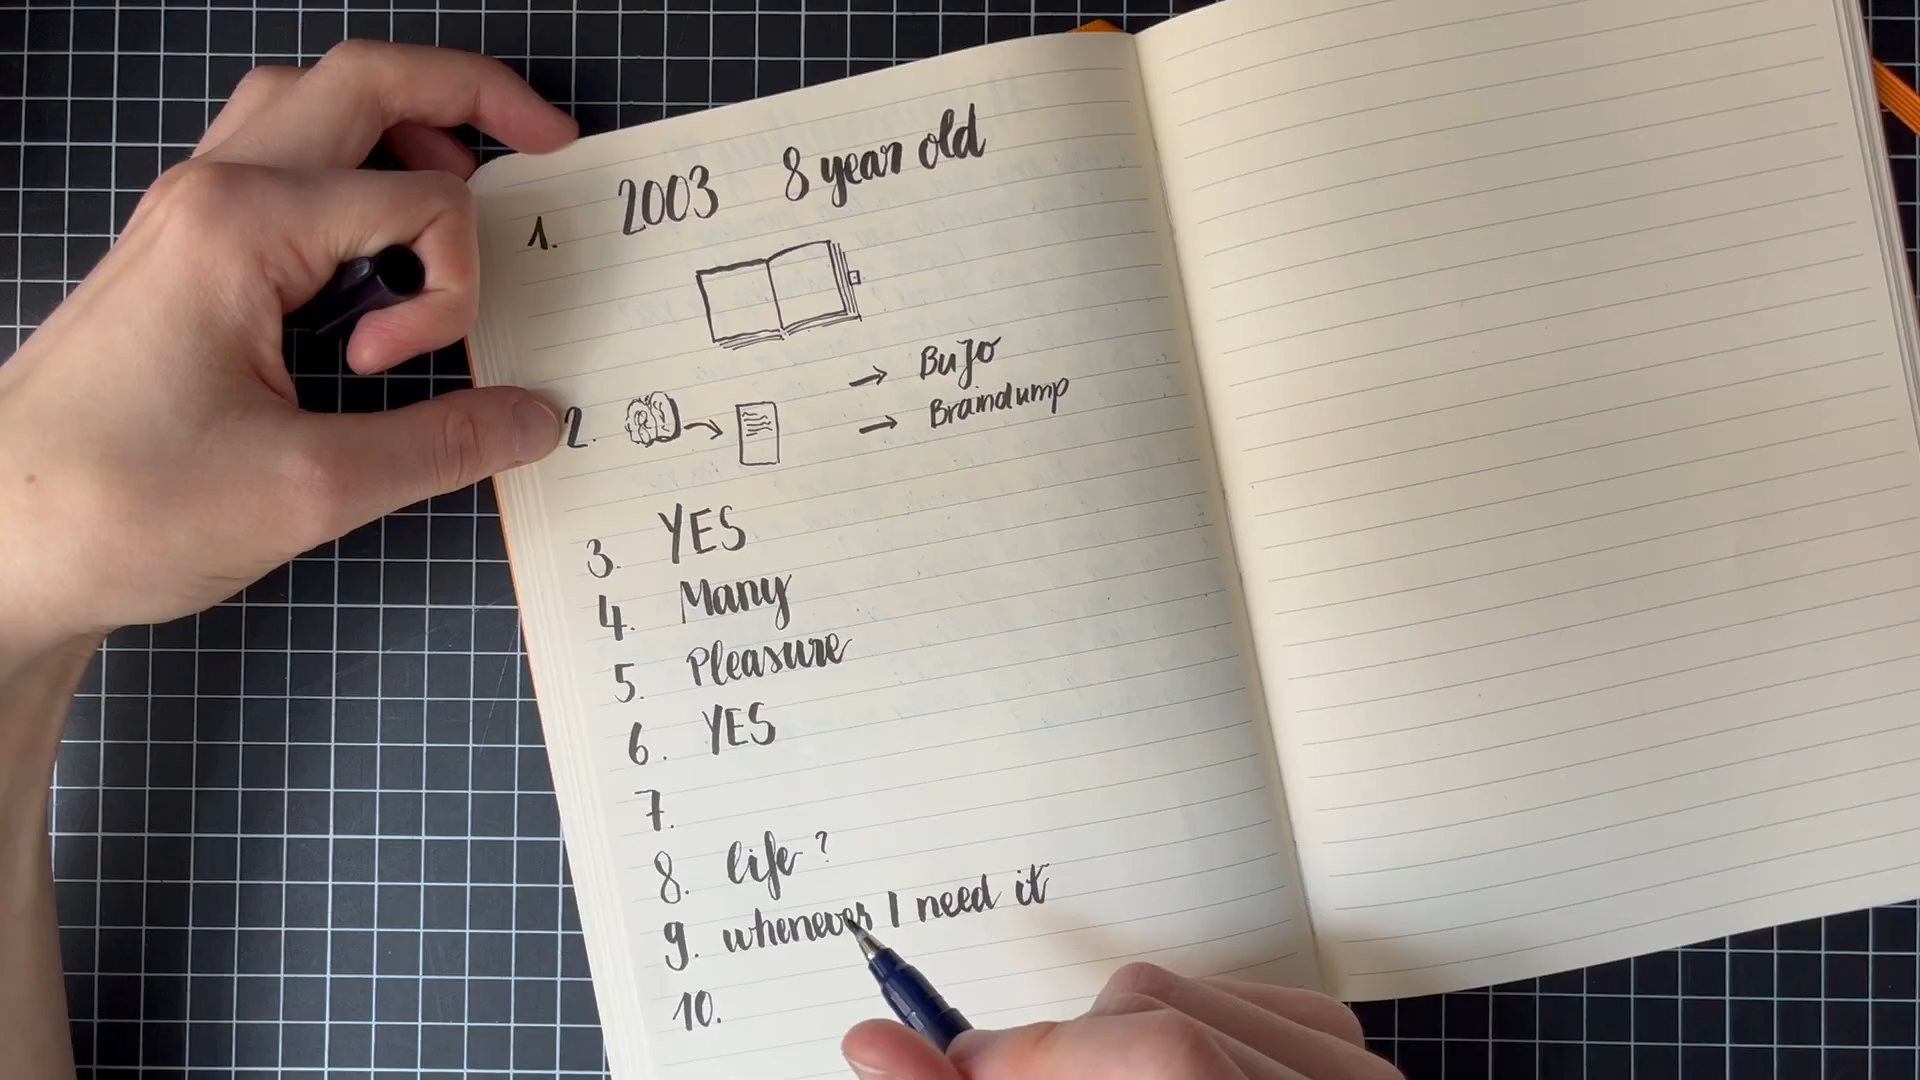 1. 2003 8 year old
2. → BuJo
→ Braindump
3. YES
4. Many
5. Pleasure
6. YES
7.
8. life?
9. whenever I need it
10.